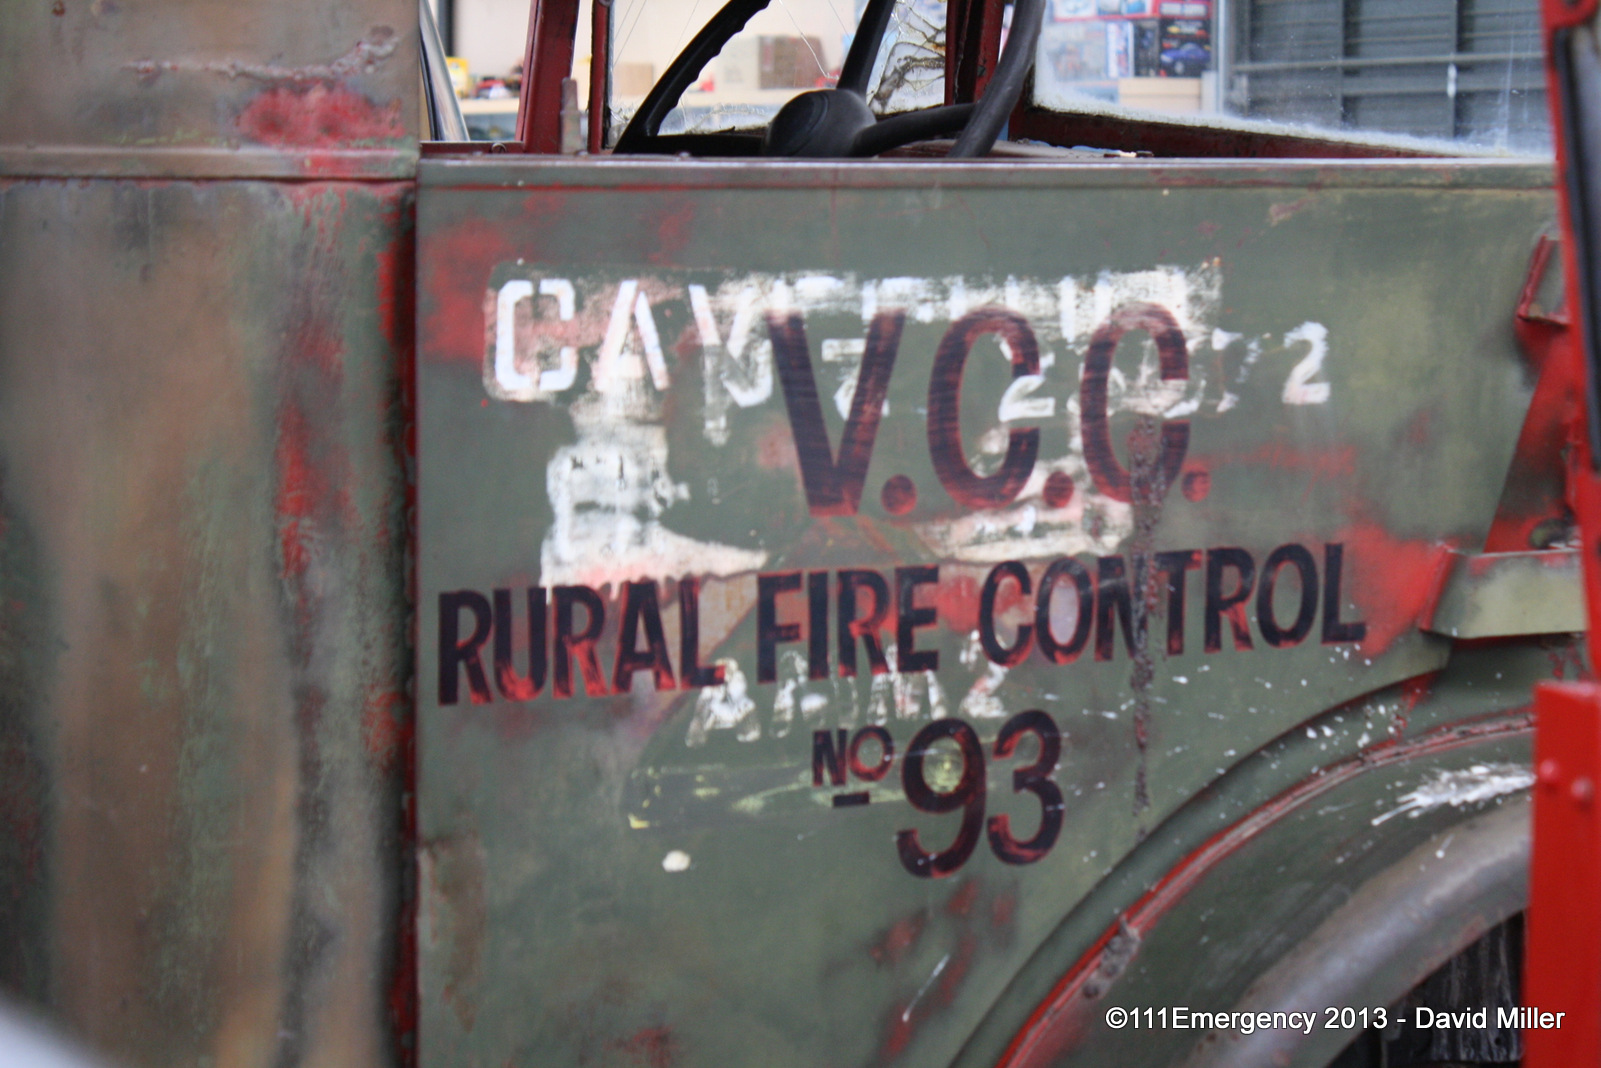 V.C.C.
RURAL FIRE CONTROL
No 93
©111Emergency 2013 - David Miller